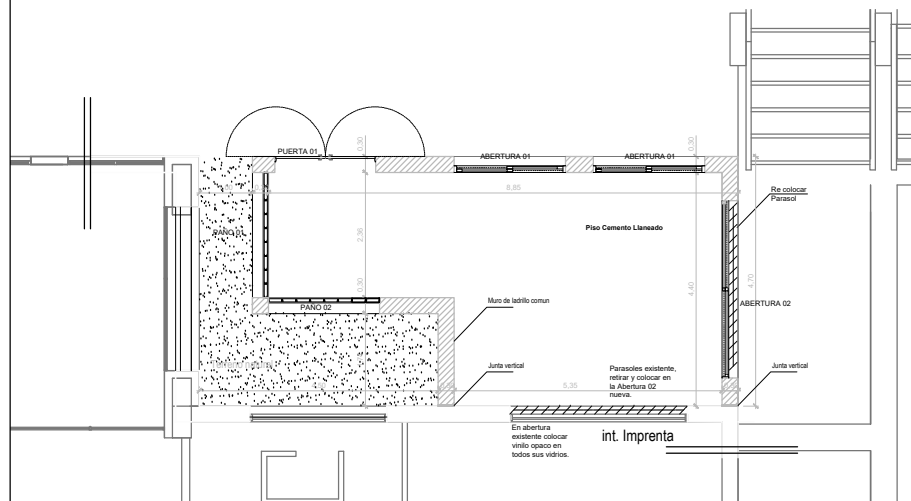 PUERTA 01
ABERTURA 01
ABERTURA 01
0.30
0.30
6,85
Re colocar
Parasol
PAÑO 01
2,36
Piso Cemento Llaneado
4,40
4,70
0.30
PAÑO 02
Muro de ladrillo comun
ABERTURA 02
Junta vertical
Parasoles existente,
retirar y colocar en
la Abertura 02
nueva.
Junta vertical
5,35
En abertura
existente colocar
vinilo opaco en
todos sus vidrios.
int. Imprenta